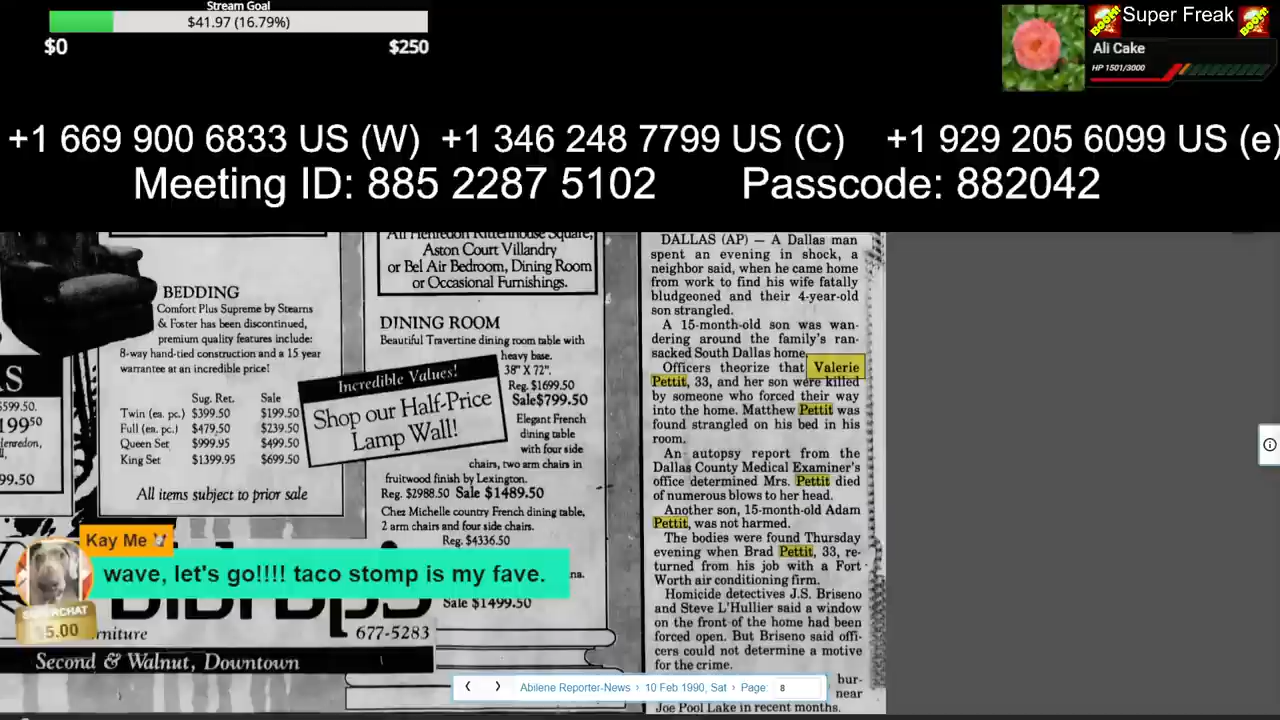 Stream Goal
$41.97 (16.79%)
$0
$250
Super Freak
Ali Cake
HP 1501/3000
+1 669 900 6833 US (W) +1 346 248 7799 US (C) +1 929 205 6099 US (e)
Meeting ID: 885 2287 5102 Passcode: 882042
BEDDING
Comfort Plus Supreme by Stearns
& Foster has been discontinued,
premium quality features include:
8-way hand-tied construction and a 15 year
warrante at an incredible price!
Sug. Ret. Sale
Twin (ea. pc.) $399.50 $199.50
Full (ea. pc.) $479.50 $239.50
Queen Set $999.95 $499.50
King Set $1399.95 $699.50
All items subject to prior sale
$599.50.
99.50
All Henredon Rittenhouse Square,
Aston Court Villandry
or Bel Air Bedroom, Dining Room
or Occasional Furnishings.
DINING ROOM
Beautiful Travertine dining room table with
heavy base.
38" X 72".
Reg. $1699.50
Sale $799.50
Incredible Values!
Shop our Half-Price
Lamp Wall!
Elegant French
dining table
with four side
chairs, two arm chairs in
fruitwood finish by Lexington.
Reg. $2988.50 Sale $1489.50
Chez Michelle country French dining table,
2 arm chairs and four side chairs.
Reg. $4336.50
Sale $1499.50
677-5283
Second & Walnut, Downtown
DALLAS (AP) — A Dallas man
spent an evening in shock, a
neighbor said, when he came home
from work to find his wife fatally
bludgeoned and their 4-year-old
son strangled.
A 15-month-old son was wan-
dering around the family's ran-
sacked South Dallas home.
Officers theorize that Valerie
Pettit, 33, and her son were killed
by someone who forced their way
into the home. Matthew Pettit was
found strangled on his bed in his
room.
An autopsy report from the
Dallas County Medical Examiner's
office determined Mrs. Pettit died
of numerous blows to her head.
Another son, 15-month-old Adam
Pettit, was not harmed.
The bodies were found Thursday
evening when Brad Pettit, 33, re-
turned from his job with a Fort
Worth air conditioning firm.
Homicide detectives J.S. Briseno
and Steve L'Hullier said a window
on the front of the home had been
forced open. But Briseno said offi-
cers could not determine a motive
for the crime.
bur-
near
Joe Pool Lake in recent months.
Kay Me
wave, let's go!!!! taco stomp is my fave.
SUPERCHAT
$5.00
Abilene Reporter-News › 10 Feb 1990, Sat › Page: 8